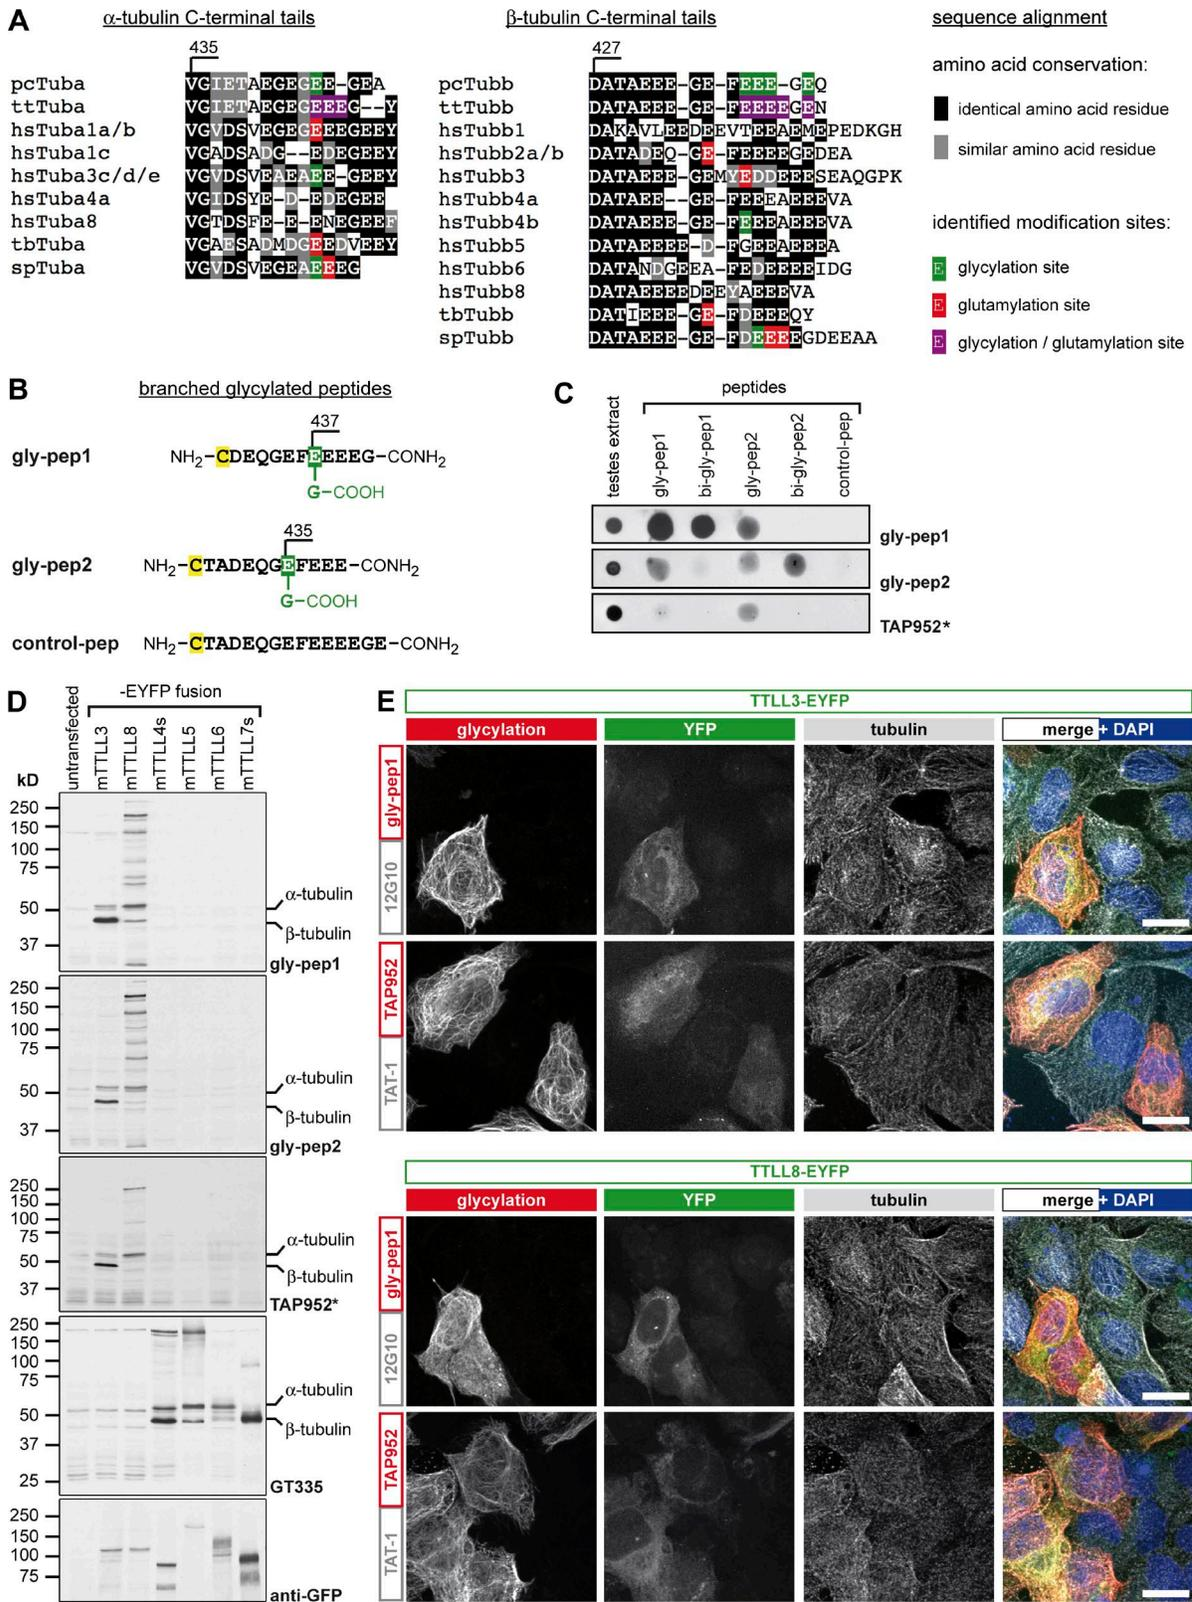 A
α-tubulin C-terminal tails
435
pcTuba VGIETAEGEGEE-GEA
ttTuba VGIETAEGEGEEEG--Y
hsTuba1a/b VGVDSVEGEGEEEGEEY
hsTuba1c VGADSADG--EDEGEEY
hsTuba3c/d/e VGVDSVEAEAEE-GEEY
hsTuba4a VGIDSYE-D-EDEGEE
hsTuba8 VGTDSFE-E-ENEGEEF
tbTuba VGAESADMDGEEDVEEY
spTuba VGVDSVEGEAEEEG
β-tubulin C-terminal tails
427
pcTubb DATAEEE-GE-FEEE-GEQ
ttTubb DATAEEE-GE-FEEEEGEN
hsTubb1 DAKAVLEEDEEVTEEAEMEPEDKGH
hsTubb2a/b DATADEQ-GE-FEEEEGEDEA
hsTubb3 DATAEEE-GEMYEDDEEESEAQGPK
hsTubb4a DATAEE--GE-FEEEAEEEVA
hsTubb4b DATAEEE-GE-FEEEAEEEVA
hsTubb5 DATAEEEE-D-FGEEAEEEA
hsTubb6 DATANDGEEA-FEDEEEEEIDG
hsTubb8 DATAEEEEDEEYAEEEVA
tbTubb DATIEEE-GE-FDEEEQY
spTubb DATAEEE-GE-FDEEEEGDEEAA
sequence alignment
amino acid conservation:
identical amino acid residue
similar amino acid residue
identified modification sites:
E glycylation site
E glutamylation site
E glycylation / glutamylation site
B
branched glycylated peptides
437
gly-pep1 NH2-CDEQGEFEEEEG-CONH2
G-COOH
435
gly-pep2 NH2-CTADEQGEFEEE-CONH2
G-COOH
control-pep NH2-CTADEQGEFEEEEGE-CONH2
C
peptides
testes extract gly-pep1 bi-gly-pep1 gly-pep2 bi-gly-pep2 control-pep
gly-pep1
gly-pep2
TAP952*
D
-EYFP fusion
untransfected mTTLL3 mTTLL8 mTTLL4s mTTLL5 mTTLL6 mTTLL7s
kD
250
150
100
75
50
37
α-tubulin
β-tubulin
gly-pep1
250
150
100
75
50
37
α-tubulin
β-tubulin
gly-pep2
250
150
100
75
50
37
α-tubulin
β-tubulin
TAP952*
250
150
100
75
50
37
25
α-tubulin
β-tubulin
GT335
250
150
100
75
anti-GFP
E
TTLL3-EYFP
glycylation YFP tubulin merge + DAPI
gly-pep1
12G10
TAP952
TAT-1
TTLL8-EYFP
glycylation YFP tubulin merge + DAPI
gly-pep1
12G10
TAP952
TAT-1